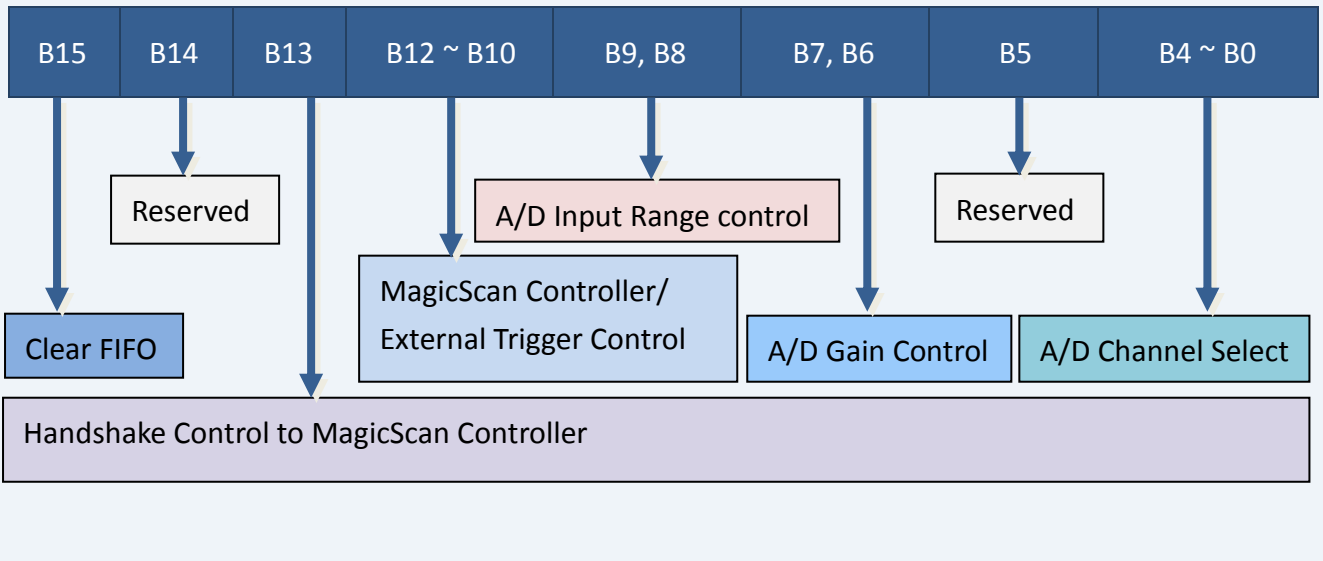 B15 B14 B13 B12 ~ B10 B9, B8 B7, B6 B5 B4 ~ B0
Reserved A/D Input Range control Reserved
MagicScan Controller/
External Trigger Control
Clear FIFO A/D Gain Control A/D Channel Select
Handshake Control to MagicScan Controller